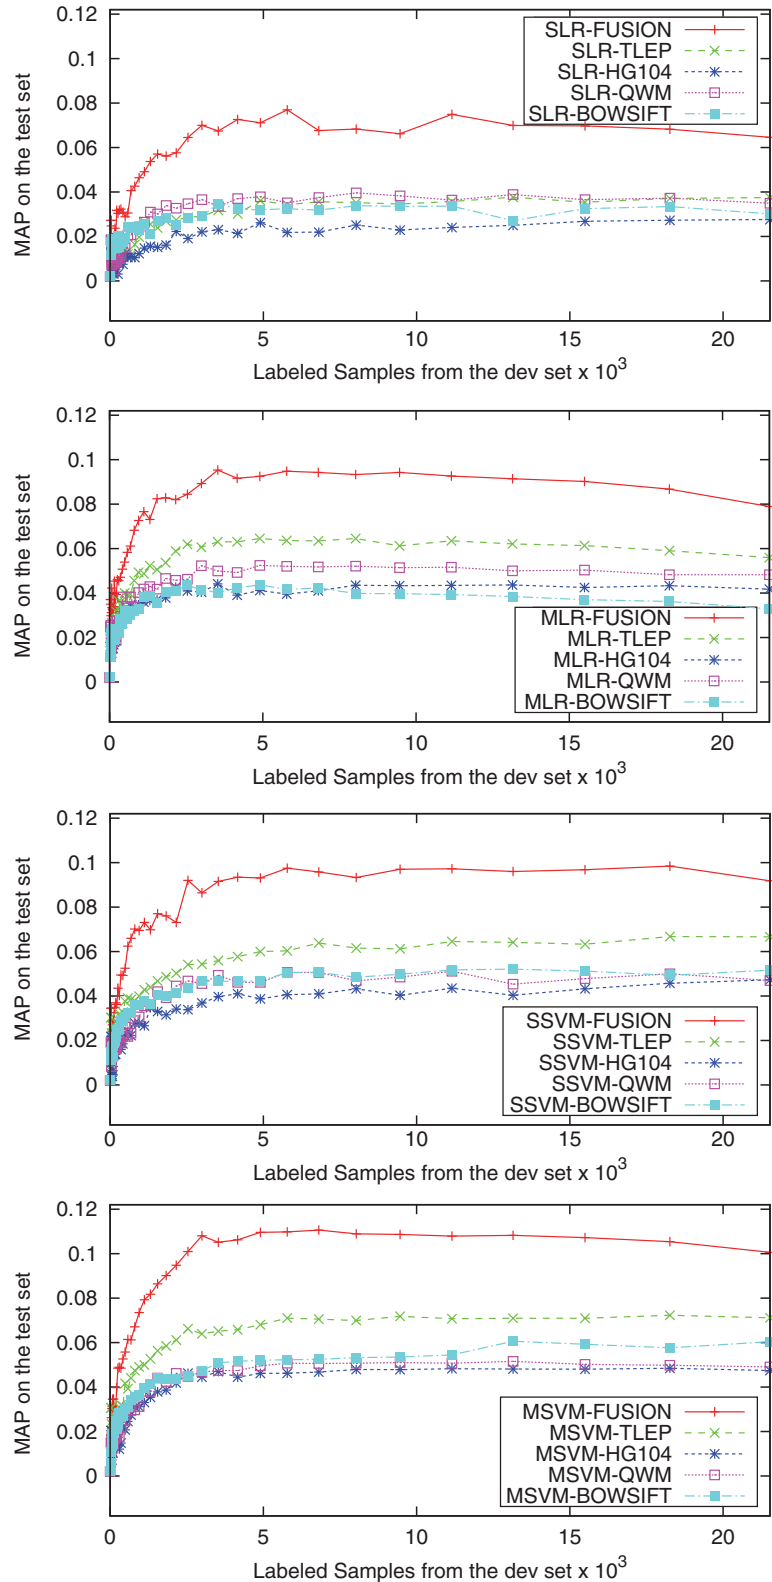 0.12
0.1
0.08
0.06
0.04
0.02
0
MAP on the test set
SLR-FUSION
SLR-TLEP
SLR-HG104
SLR-QWM
SLR-BOWSIFT
0 5 10 15 20
Labeled Samples from the dev set x 10^3
0.12
0.1
0.08
0.06
0.04
0.02
0
MAP on the test set
MLR-FUSION
MLR-TLEP
MLR-HG104
MLR-QWM
MLR-BOWSIFT
0 5 10 15 20
Labeled Samples from the dev set x 10^3
0.12
0.1
0.08
0.06
0.04
0.02
0
MAP on the test set
SSVM-FUSION
SSVM-TLEP
SSVM-HG104
SSVM-QWM
SSVM-BOWSIFT
0 5 10 15 20
Labeled Samples from the dev set x 10^3
0.12
0.1
0.08
0.06
0.04
0.02
0
MAP on the test set
MSVM-FUSION
MSVM-TLEP
MSVM-HG104
MSVM-QWM
MSVM-BOWSIFT
0 5 10 15 20
Labeled Samples from the dev set x 10^3